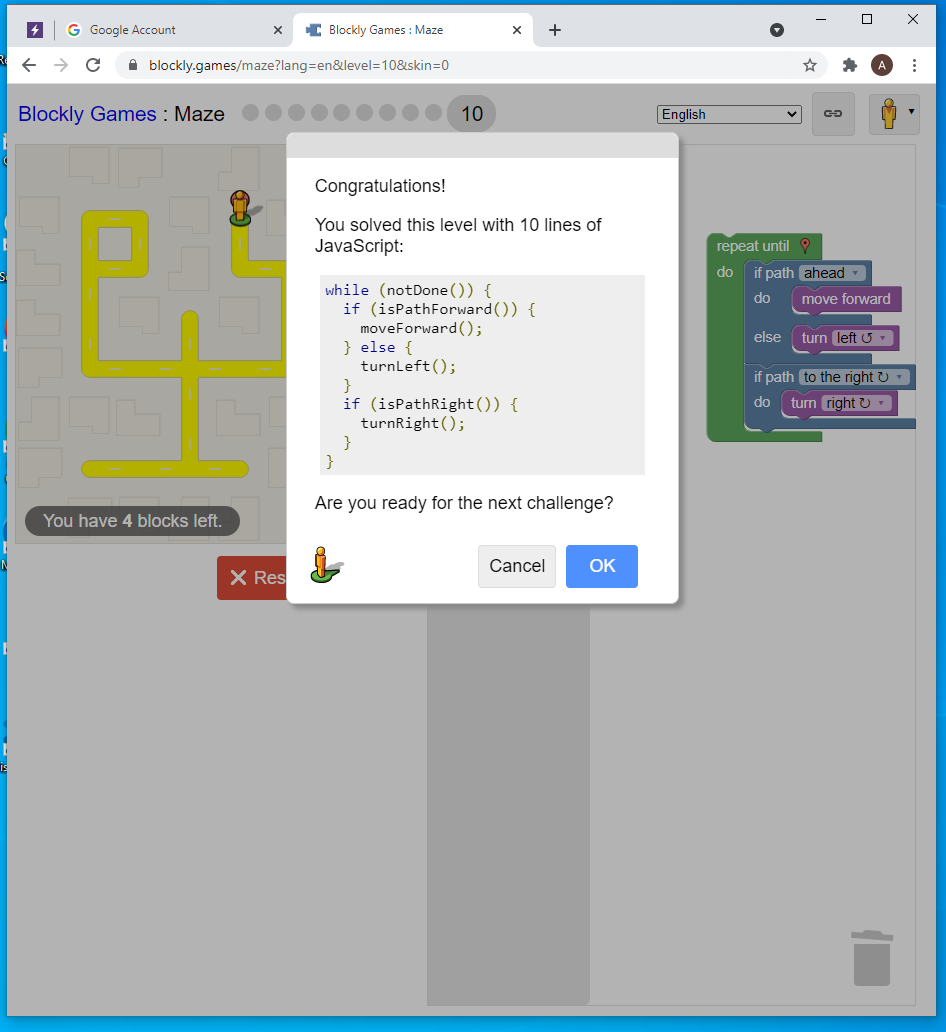 Google Account
Blockly Games : Maze
blockly.games/maze?lang=en&level=10&skin=0
A
Blockly Games : Maze
10
English
Congratulations!
You solved this level with 10 lines of
JavaScript:
while (notDone()) {
  if (isPathForward()) {
    moveForward();
  } else {
    turnLeft();
  }
  if (isPathRight()) {
    turnRight();
  }
}
Are you ready for the next challenge?
Cancel
OK
You have 4 blocks left.
Res
repeat until
do if path ahead
do move forward
else turn left ↺
if path to the right ↻
do turn right ↻